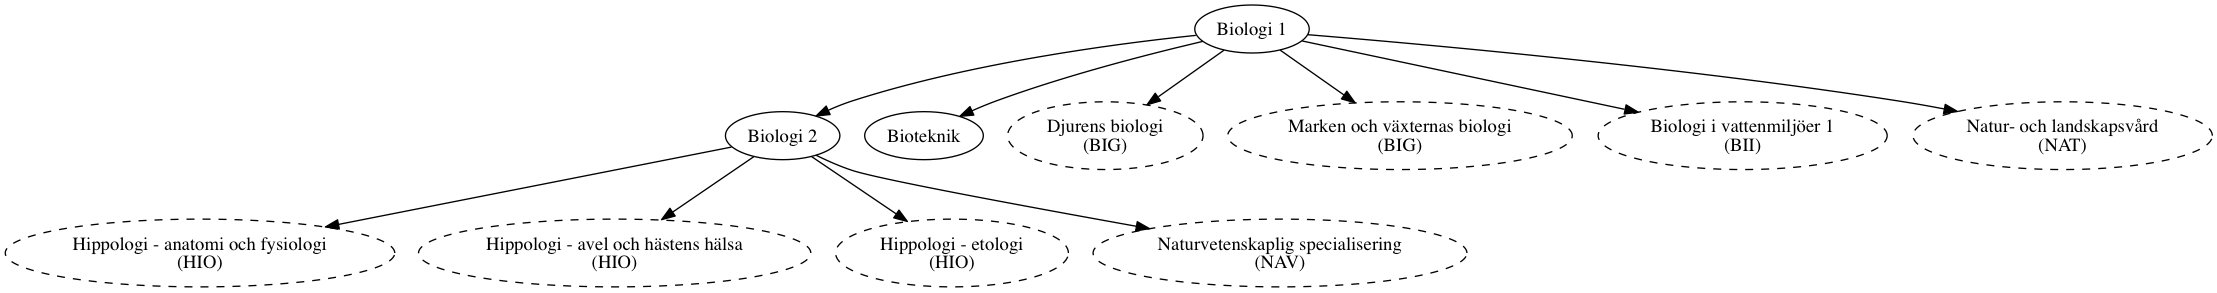 Biologi 1
Biologi 2
Bioteknik
Djurens biologi
(BIG)
Marken och växternas biologi
(BIG)
Biologi i vattenmiljöer 1
(BII)
Natur- och landskapsvård
(NAT)
Hippologi - anatomi och fysiologi
(HIO)
Hippologi - avel och hästens hälsa
(HIO)
Hippologi - etologi
(HIO)
Naturvetenskaplig specialisering
(NAV)